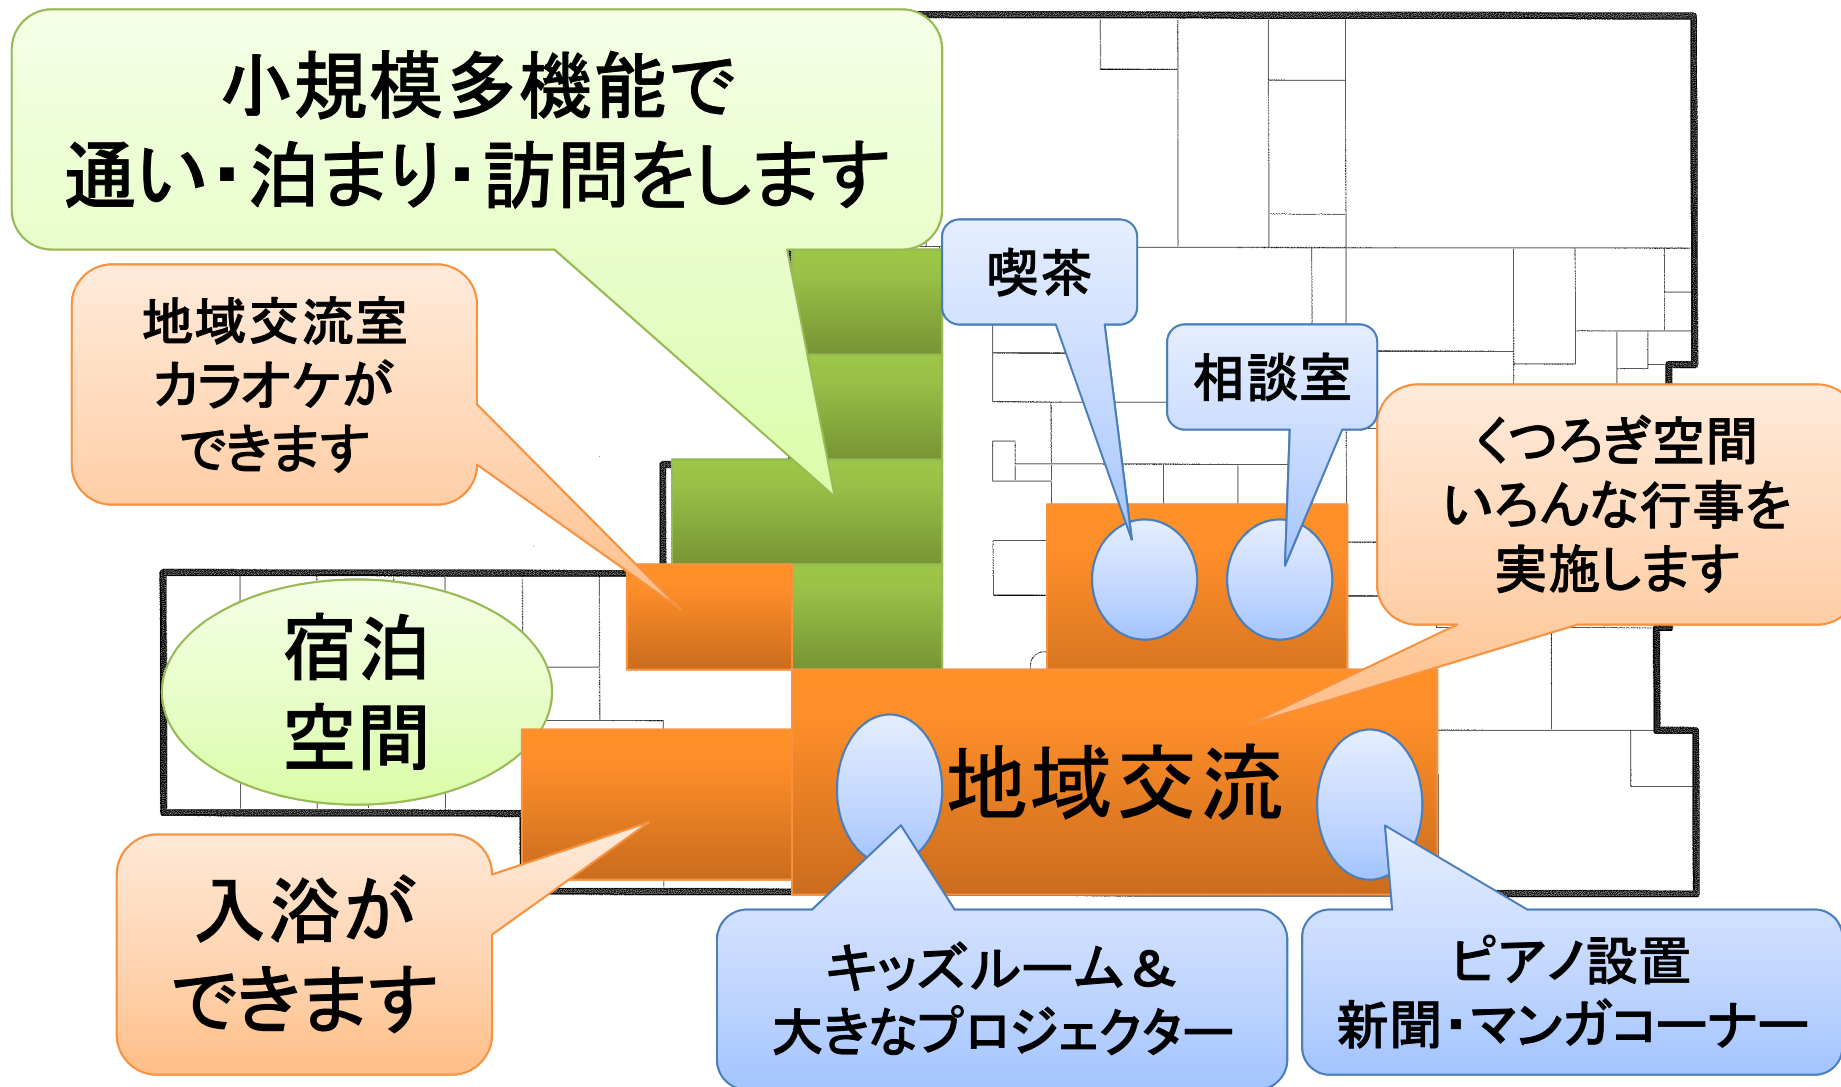 小規模多機能で
通い・泊まり・訪問をします
喫茶
地域交流室
カラオケが
できます
相談室
くつろぎ空間
いろんな行事を
実施します
宿泊
空間
地域交流
入浴が
できます
キッズルーム＆
大きなプロジェクター
ピアノ設置
新聞・マンガコーナー